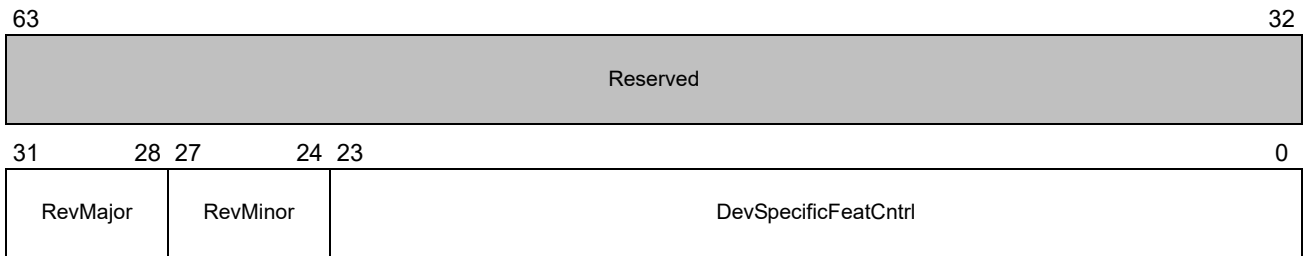 63 32
Reserved
31 28 27 24 23 0
RevMajor RevMinor DevSpecificFeatCntrl